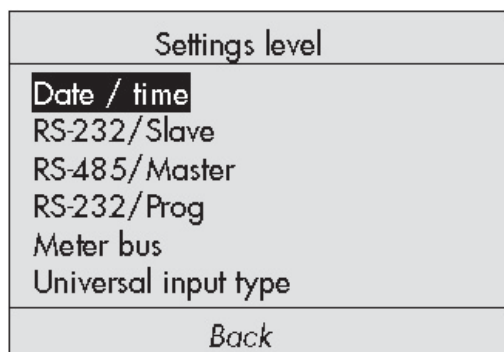 Settings level
Date / time
RS-232/Slave
RS-485/Master
RS-232/Prog
Meter bus
Universal input type
Back